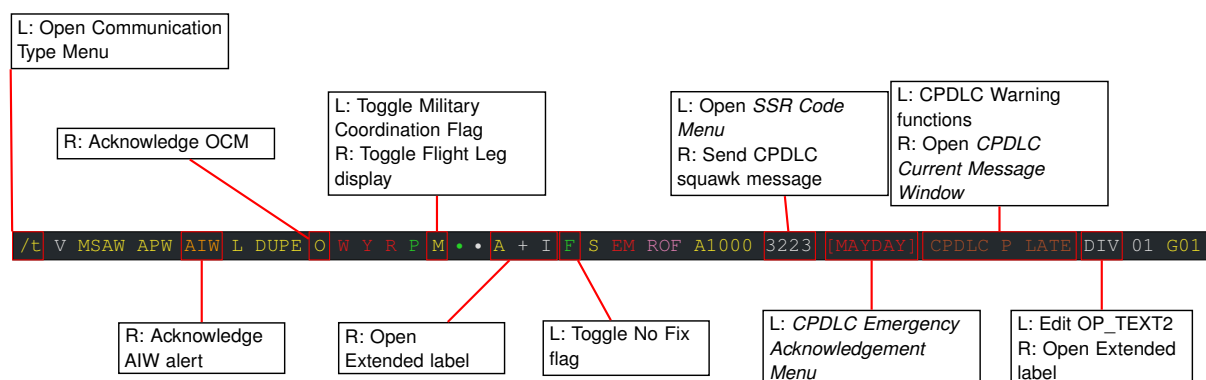 L: Open Communication
Type Menu
R: Acknowledge OCM
L: Toggle Military
Coordination Flag
R: Toggle Flight Leg
display
L: Open SSR Code
Menu
R: Send CPDLC
squawk message
L: CPDLC Warning
functions
R: Open CPDLC
Current Message
Window
/t V MSAW APW AIW L DUPE O W Y R P M • • A + I F S EM ROF A1000 3223 [MAYDAY] CPDLC P LATE DIV 01 G01
R: Acknowledge
AIW alert
R: Open
Extended label
L: Toggle No Fix
flag
L: CPDLC Emergency
Acknowledgement
Menu
L: Edit OP_TEXT2
R: Open Extended
label